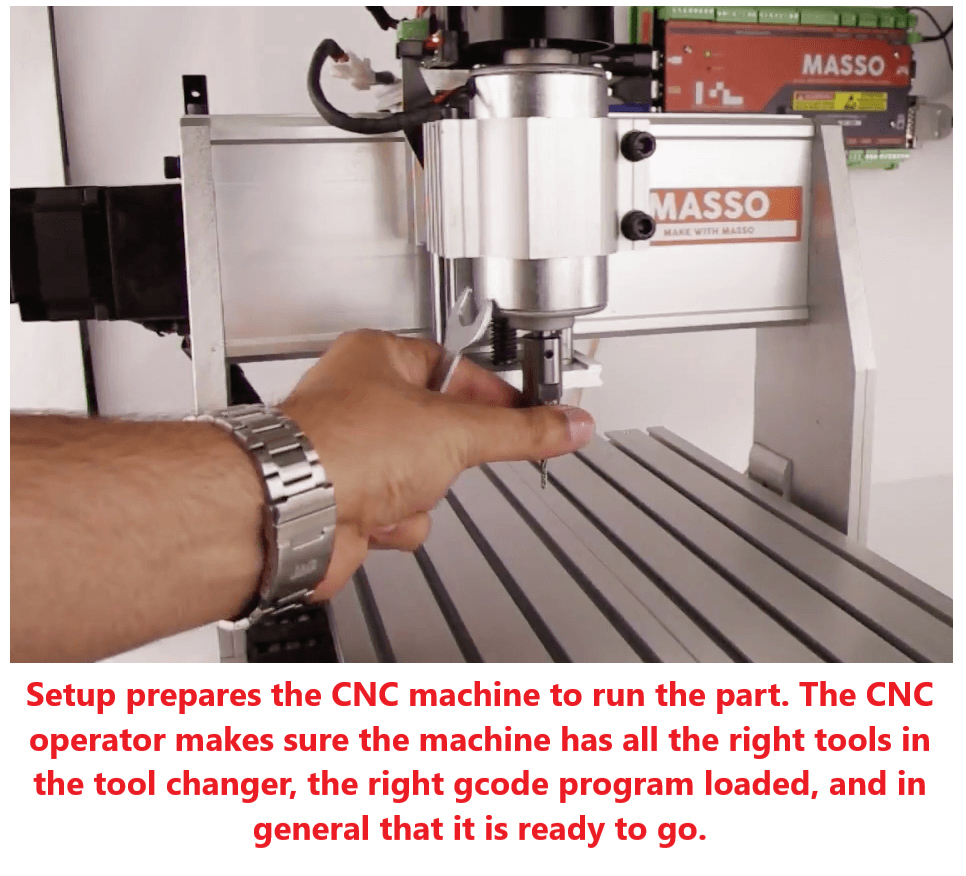 MASSO
MASSO
MAKE WITH MASSO
Setup prepares the CNC machine to run the part. The CNC
operator makes sure the machine has all the right tools in
the tool changer, the right gcode program loaded, and in
general that it is ready to go.